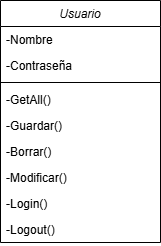 Usuario
-Nombre
-Contraseña
-GetAll()
-Guardar()
-Borrar()
-Modificar()
-Login()
-Logout()